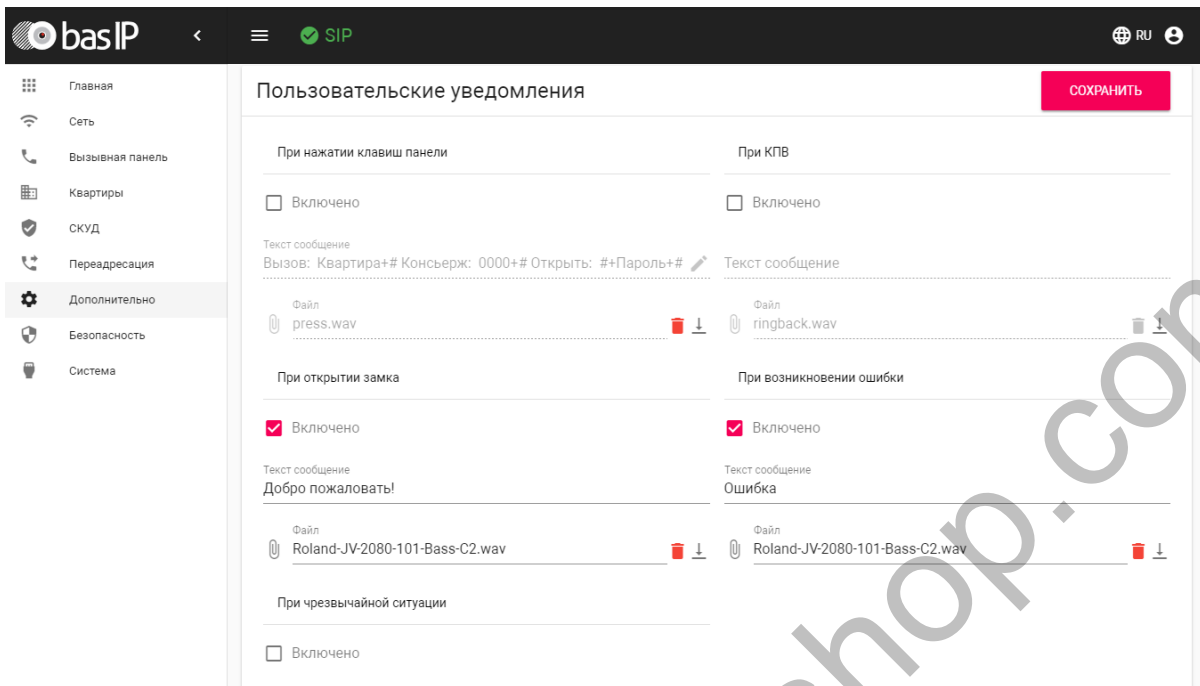 bas IP
SIP
RU
Главная
Сеть
Вызывная панель
Квартиры
СКУД
Переадресация
Дополнительно
Безопасность
Система
Пользовательские уведомления
СОХРАНИТЬ
При нажатии клавиш панели
Включено
Текст сообщение
Вызов: Квартира+# Консьерж: 0000+# Открыть: #+Пароль+#
Файл
press.wav
При КПВ
Включено
Текст сообщение
Файл
ringback.wav
При открытии замка
Включено
Текст сообщение
Добро пожаловать!
Файл
Roland-JV-2080-101-Bass-C2.wav
При возникновении ошибки
Включено
Текст сообщение
Ошибка
Файл
Roland-JV-2080-101-Bass-C2.wav
При чрезвычайной ситуации
Включено
hop.com